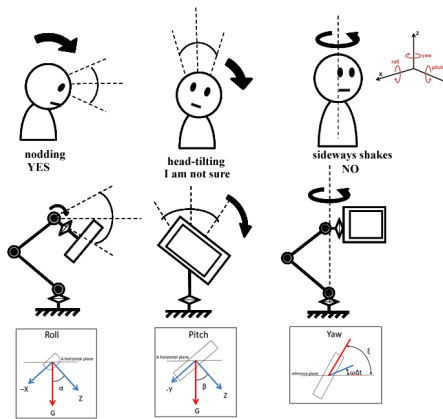 z
yaw
roll
pitch
x
nodding
YES
head-tilting
I am not sure
sideways shakes
NO
Roll
A horizontal plane
-X
α
Z
G
Pitch
A horizontal plane
-Y
β
Z
G
Yaw
ξ
reference plane
ωΔt